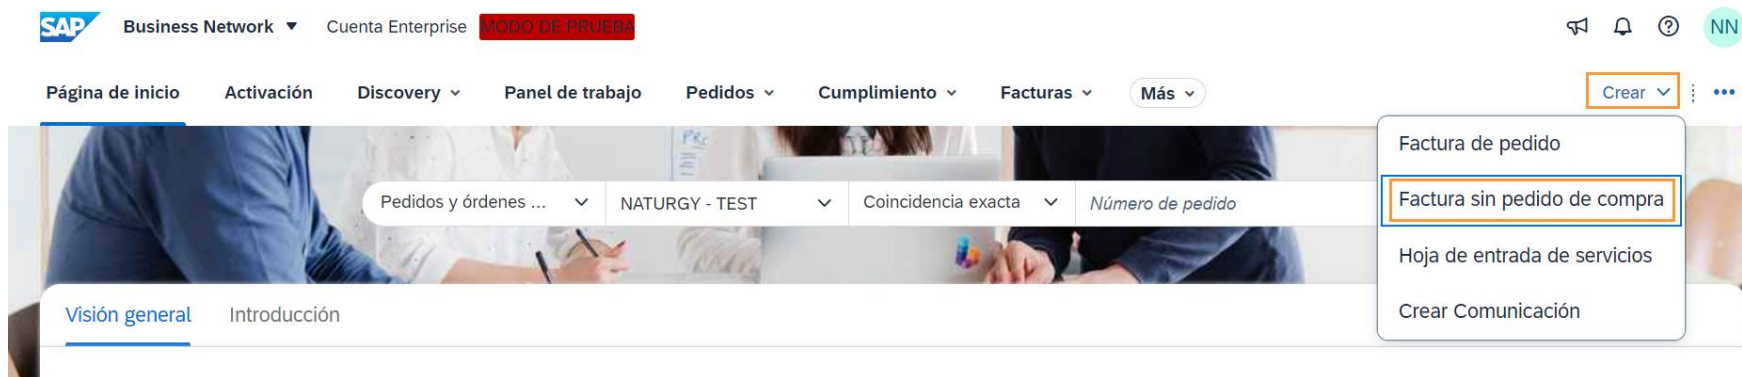 SAP Business Network Cuenta Enterprise MODO DE PRUEBA NN
Página de inicio Activación Discovery Panel de trabajo Pedidos Cumplimiento Facturas Más Crear
Factura de pedido
Pedidos y órdenes ... NATURGY - TEST Coincidencia exacta Número de pedido Factura sin pedido de compra
Hoja de entrada de servicios
Visión general Introducción Crear Comunicación